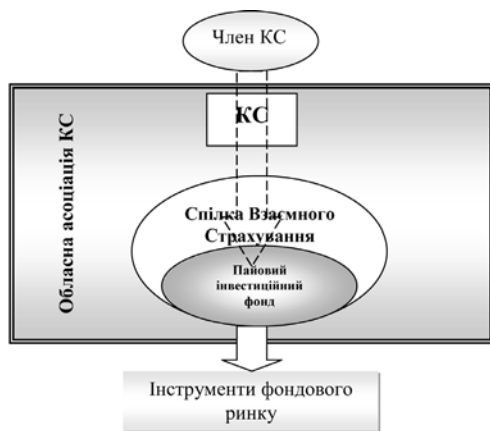 Член КС
КС
Обласна асоціація КС
Спілка Взаємного
Страхування
Пайовий
інвестиційний
фонд
Інструменти фондового
ринку